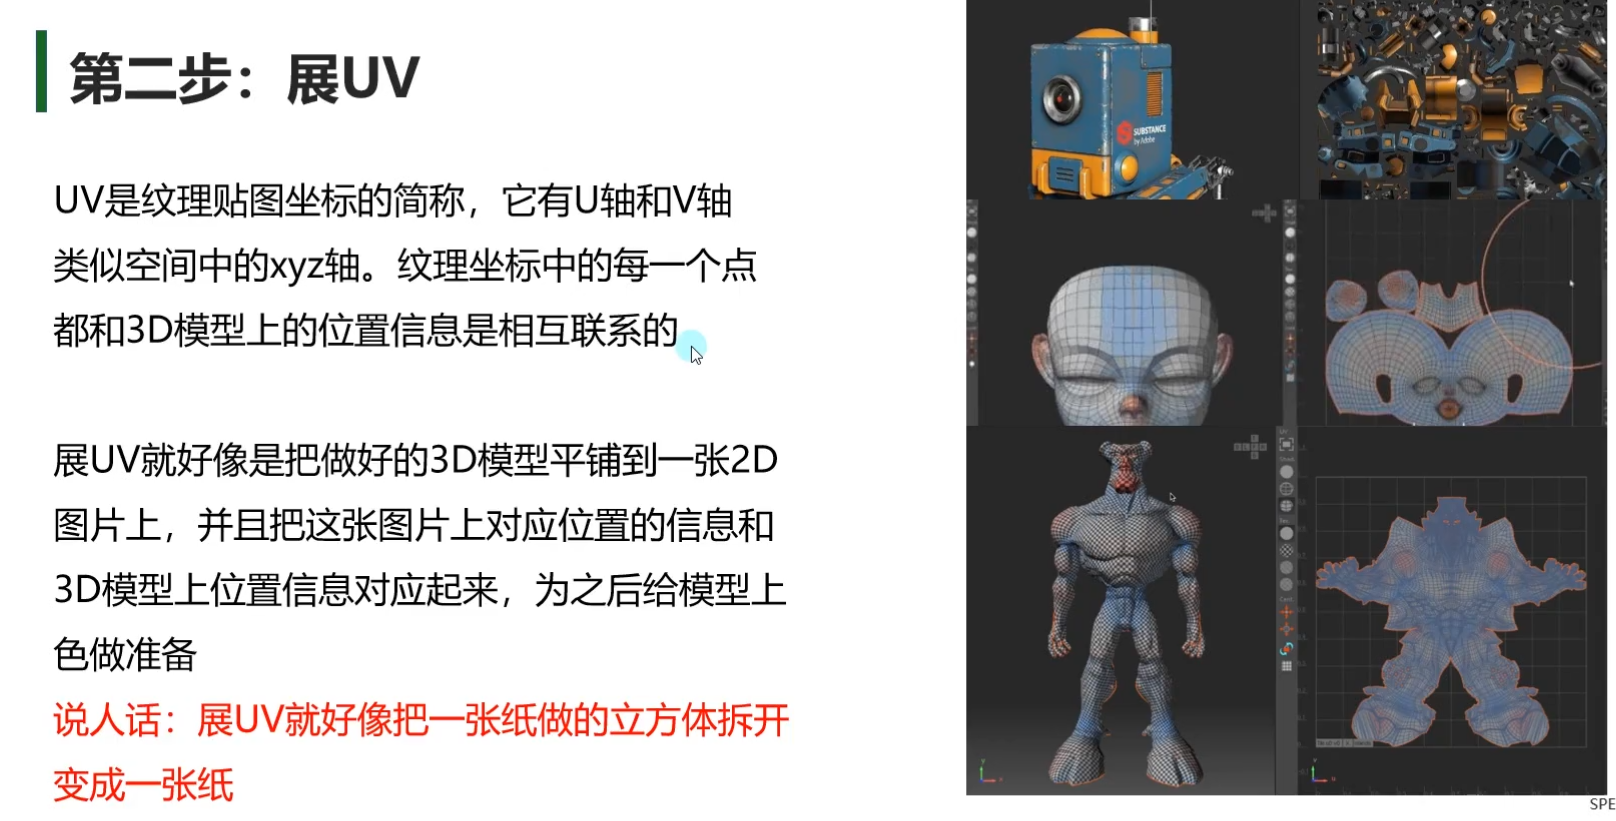 第二步：展UV
UV是纹理贴图坐标的简称，它有U轴和V轴
类似空间中的xyz轴。纹理坐标中的每一个点
都和3D模型上的位置信息是相互联系的
展UV就好像是把做好的3D模型平铺到一张2D
图片上，并且把这张图片上对应位置的信息和
3D模型上位置信息对应起来，为之后给模型上
色做准备
说人话：展UV就好像把一张纸做的立方体拆开
变成一张纸
SUBSTANCE
by Adobe
SPE